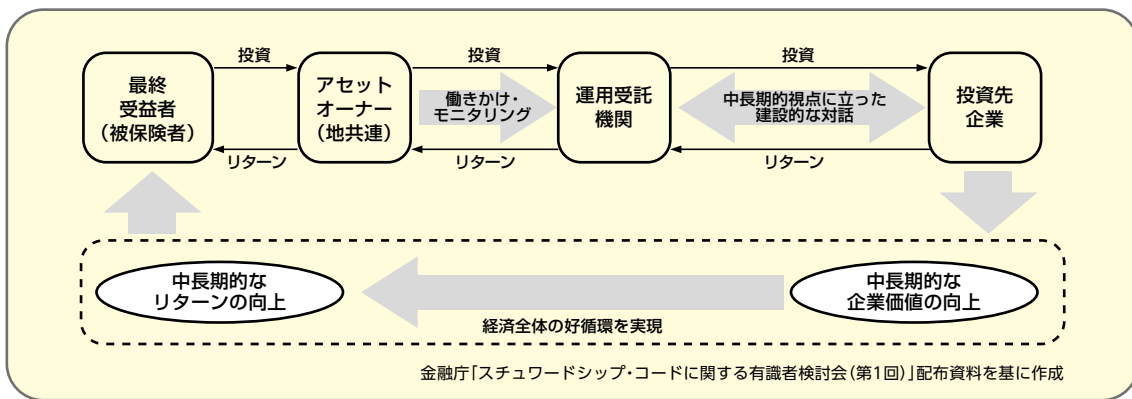 投資
投資
投資
最終
受益者
（被保険者）
アセット
オーナー
（地共連）
働きかけ・
モニタリング
運用受託
機関
中長期的視点に立った
建設的な対話
投資先
企業
リターン
リターン
リターン
中長期的な
リターンの向上
中長期的な
企業価値の向上
経済全体の好循環を実現
金融庁「スチュワードシップ・コードに関する有識者検討会（第1回）」配布資料を基に作成